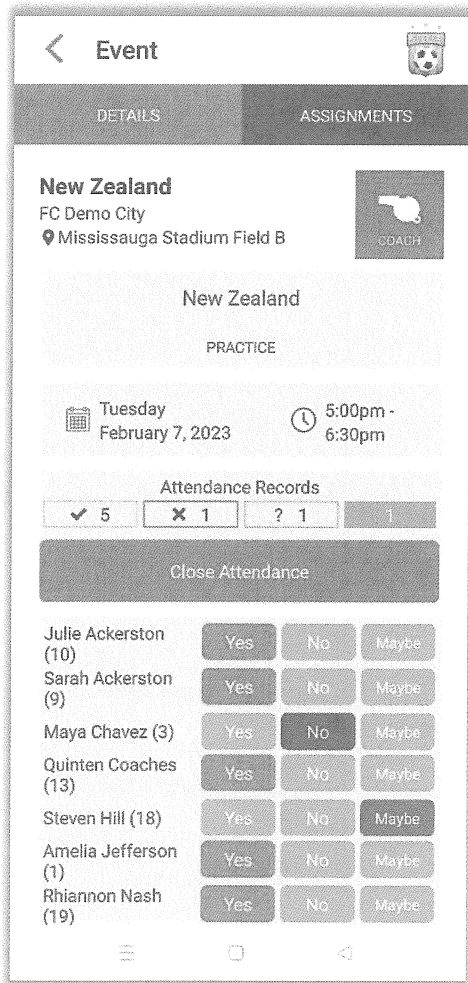 Event
DETAILS ASSIGNMENTS
New Zealand
FC Demo City
Mississauga Stadium Field B
COACH
New Zealand
PRACTICE
Tuesday
February 7, 2023
5:00pm -
6:30pm
Attendance Records
✔ 5 ✖ 1 ? 1 1
Close Attendance
Julie Ackerston
(10)
Yes No Maybe
Sarah Ackerston
(9)
Yes No Maybe
Maya Chavez (3) Yes No Maybe
Quinten Coaches
(13)
Yes No Maybe
Steven Hill (18) Yes No Maybe
Amelia Jefferson
(1)
Yes No Maybe
Rhiannon Nash
(19)
Yes No Maybe